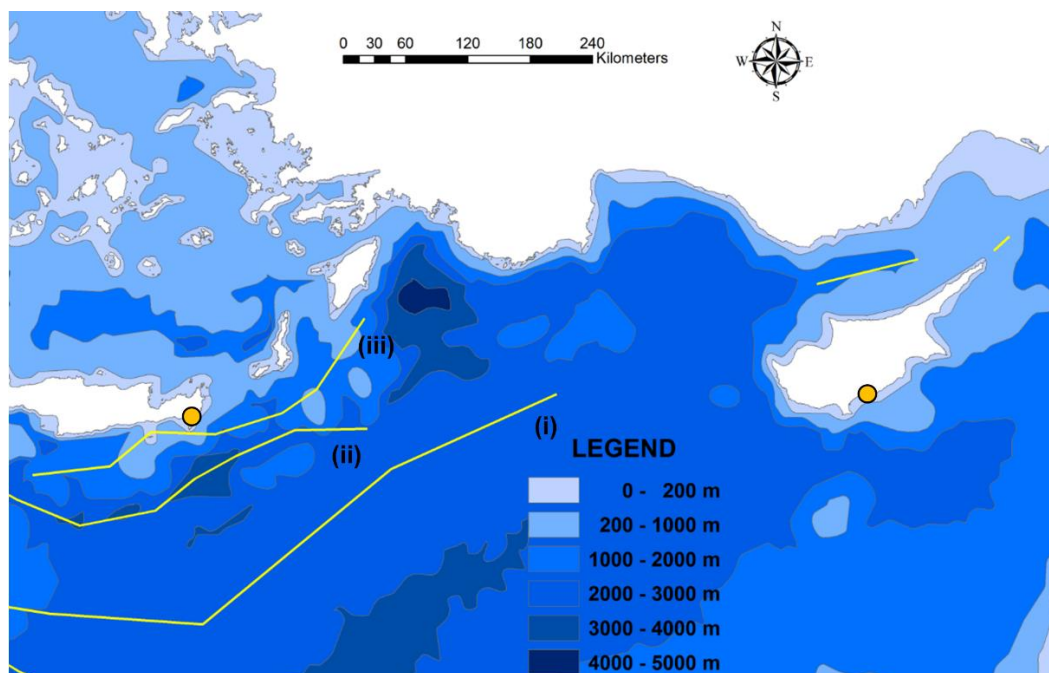 0 30 60 120 180 240
Kilometers
N
W E
S
(iii)
(i)
(ii)
LEGEND
0 - 200 m
200 - 1000 m
1000 - 2000 m
2000 - 3000 m
3000 - 4000 m
4000 - 5000 m